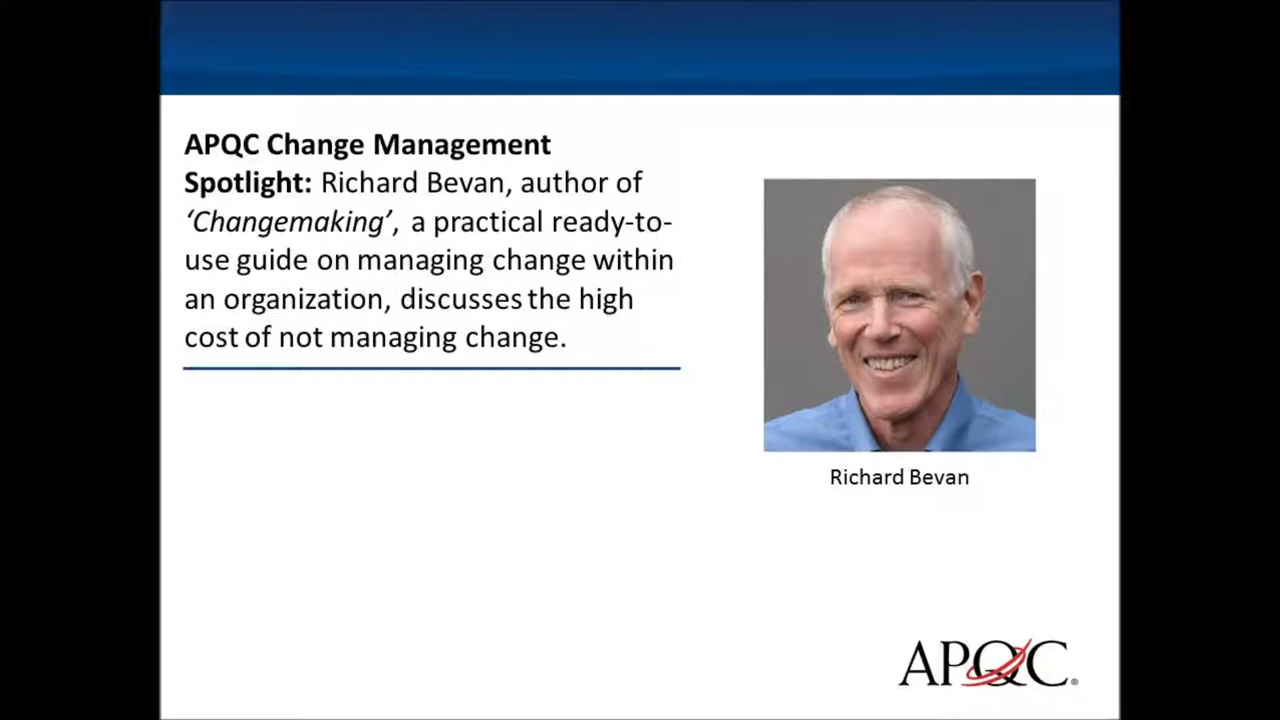 APQC Change Management
Spotlight: Richard Bevan, author of
‘Changemaking’, a practical ready-to-
use guide on managing change within
an organization, discusses the high
cost of not managing change.
Richard Bevan
APQC®